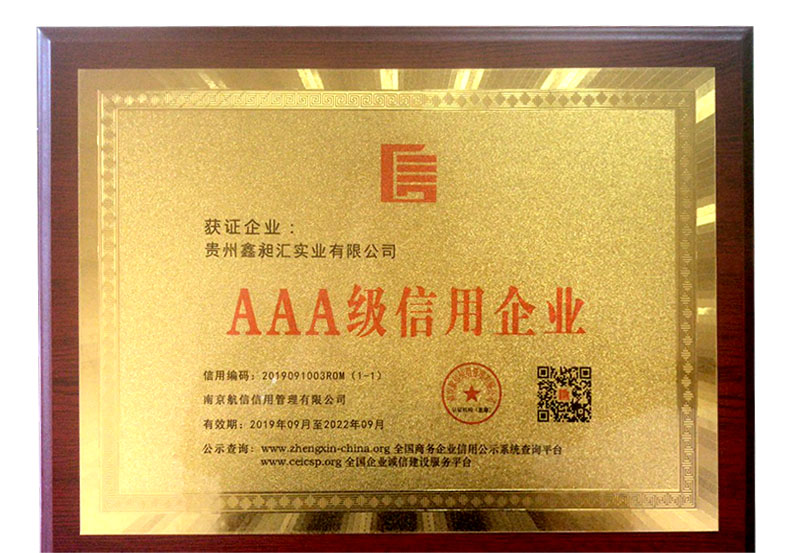 获证企业：
贵州鑫昶汇实业有限公司
AAA级信用企业
信用编码：2019091003R0M（1-1）
南京航信信用管理有限公司
有效期：2019年09月至2022年09月
公示查询：www.zhengxin-china.org 全国商务企业信用公示系统查询平台
www.ceicsp.org 全国企业诚信建设服务平台